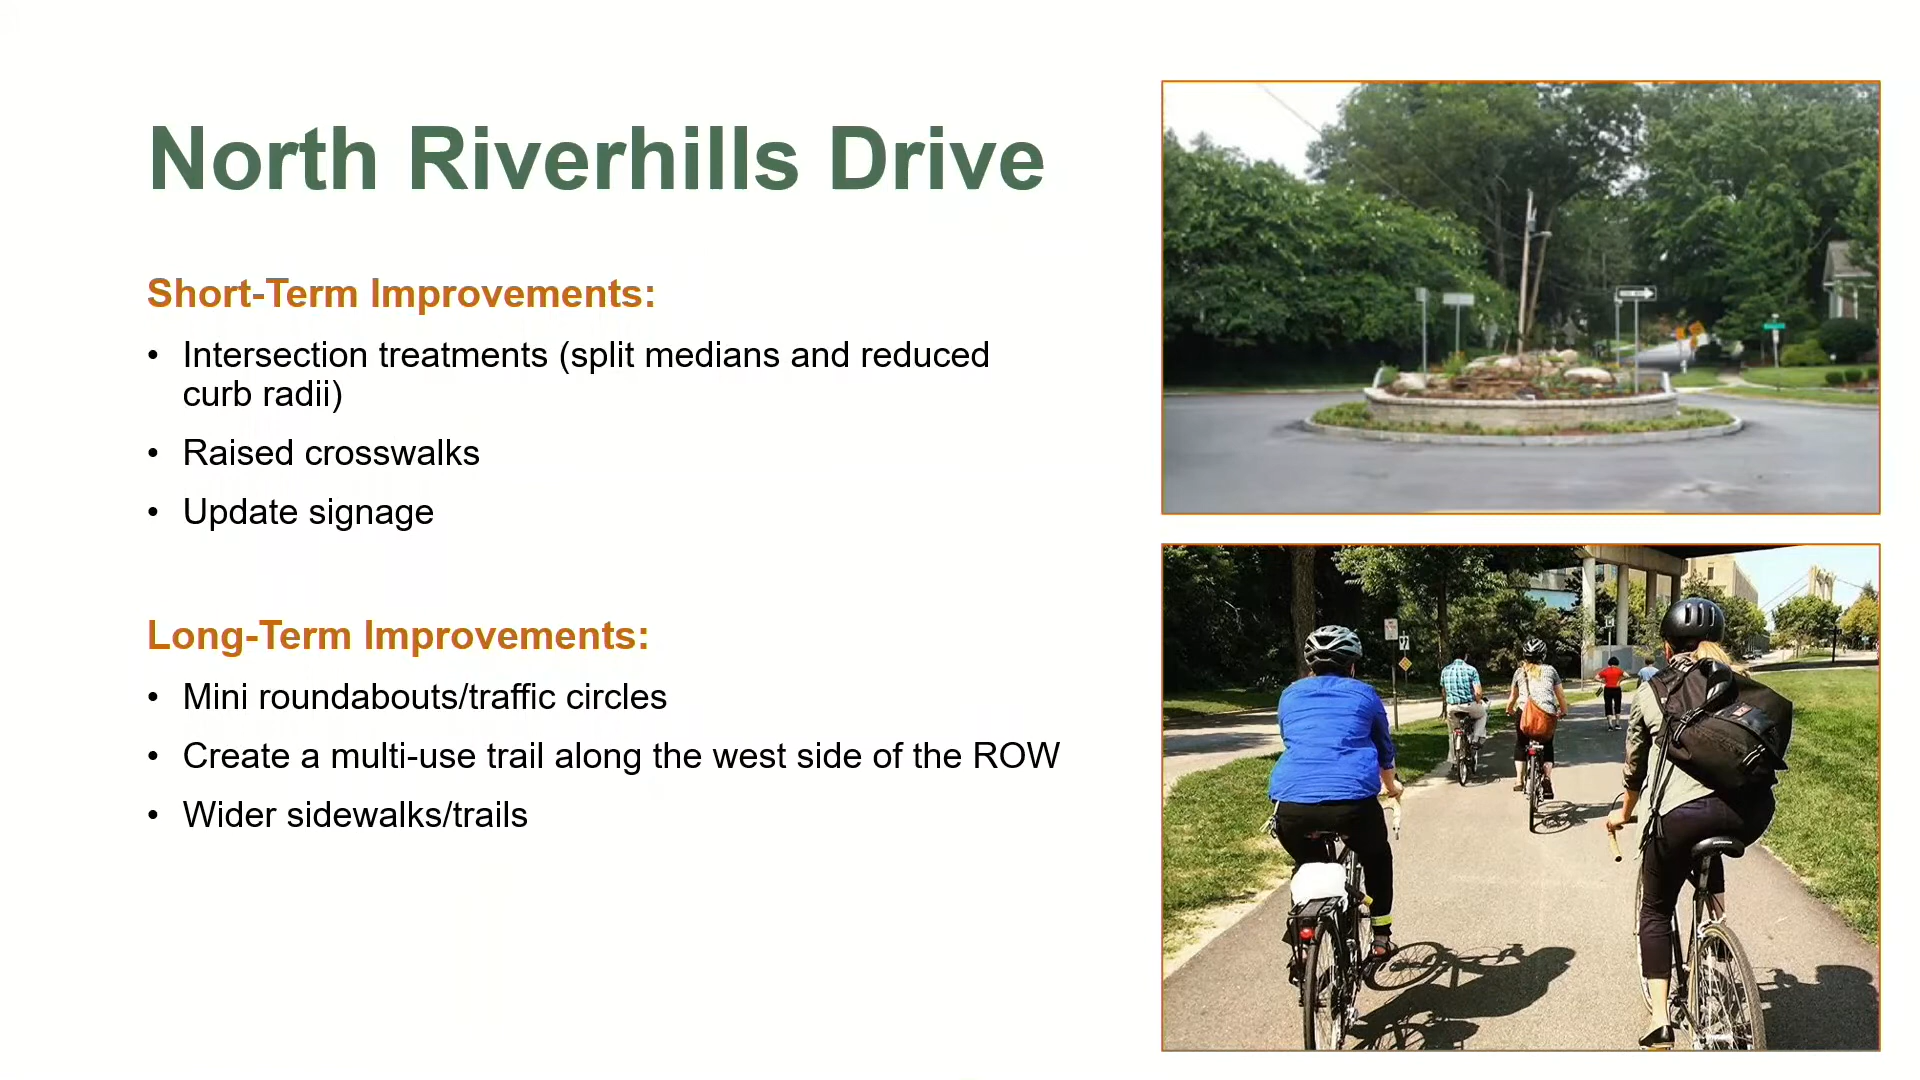 North Riverhills Drive
Short-Term Improvements:
• Intersection treatments (split medians and reduced
curb radii)
• Raised crosswalks
• Update signage
Long-Term Improvements:
• Mini roundabouts/traffic circles
• Create a multi-use trail along the west side of the ROW
• Wider sidewalks/trails